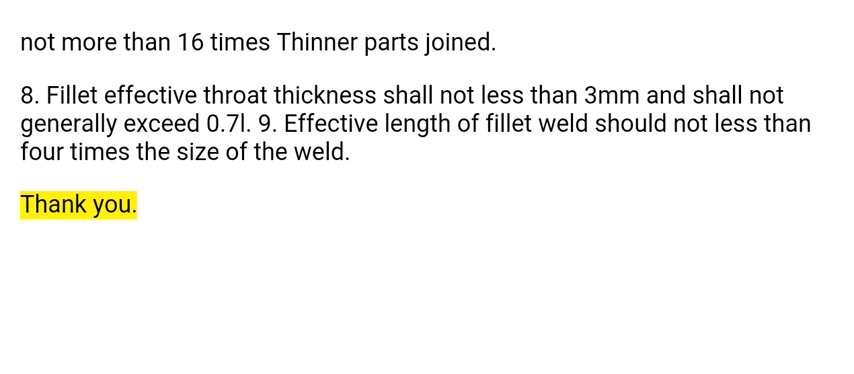 not more than 16 times Thinner parts joined.
8. Fillet effective throat thickness shall not less than 3mm and shall not
generally exceed 0.7l. 9. Effective length of fillet weld should not less than
four times the size of the weld.
Thank you.